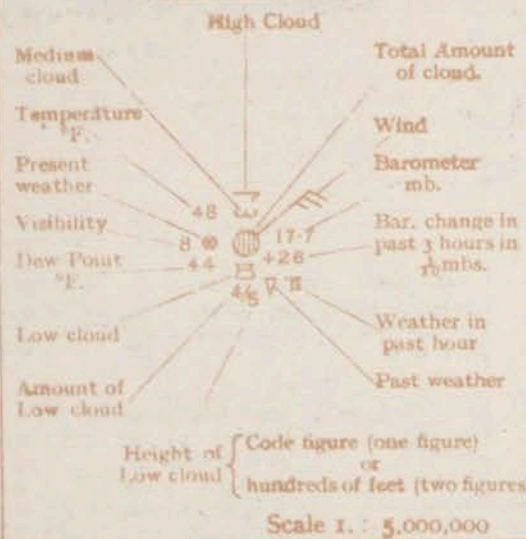 High Cloud
Medium
cloud
Total Amount
of cloud.
Temperature
°F.
Wind
Present
weather
Barometer
mb.
48
Visibility
8
17.7
Bar. change in
past 3 hours in
1/10 mbs.
Dew Point
°F.
44
+26
4/5
Low cloud
Weather in
past hour
Amount of
Low cloud
Past weather
Height of
Low cloud
Code figure (one figure)
or
hundreds of feet (two figures
Scale 1. : 5,000,000